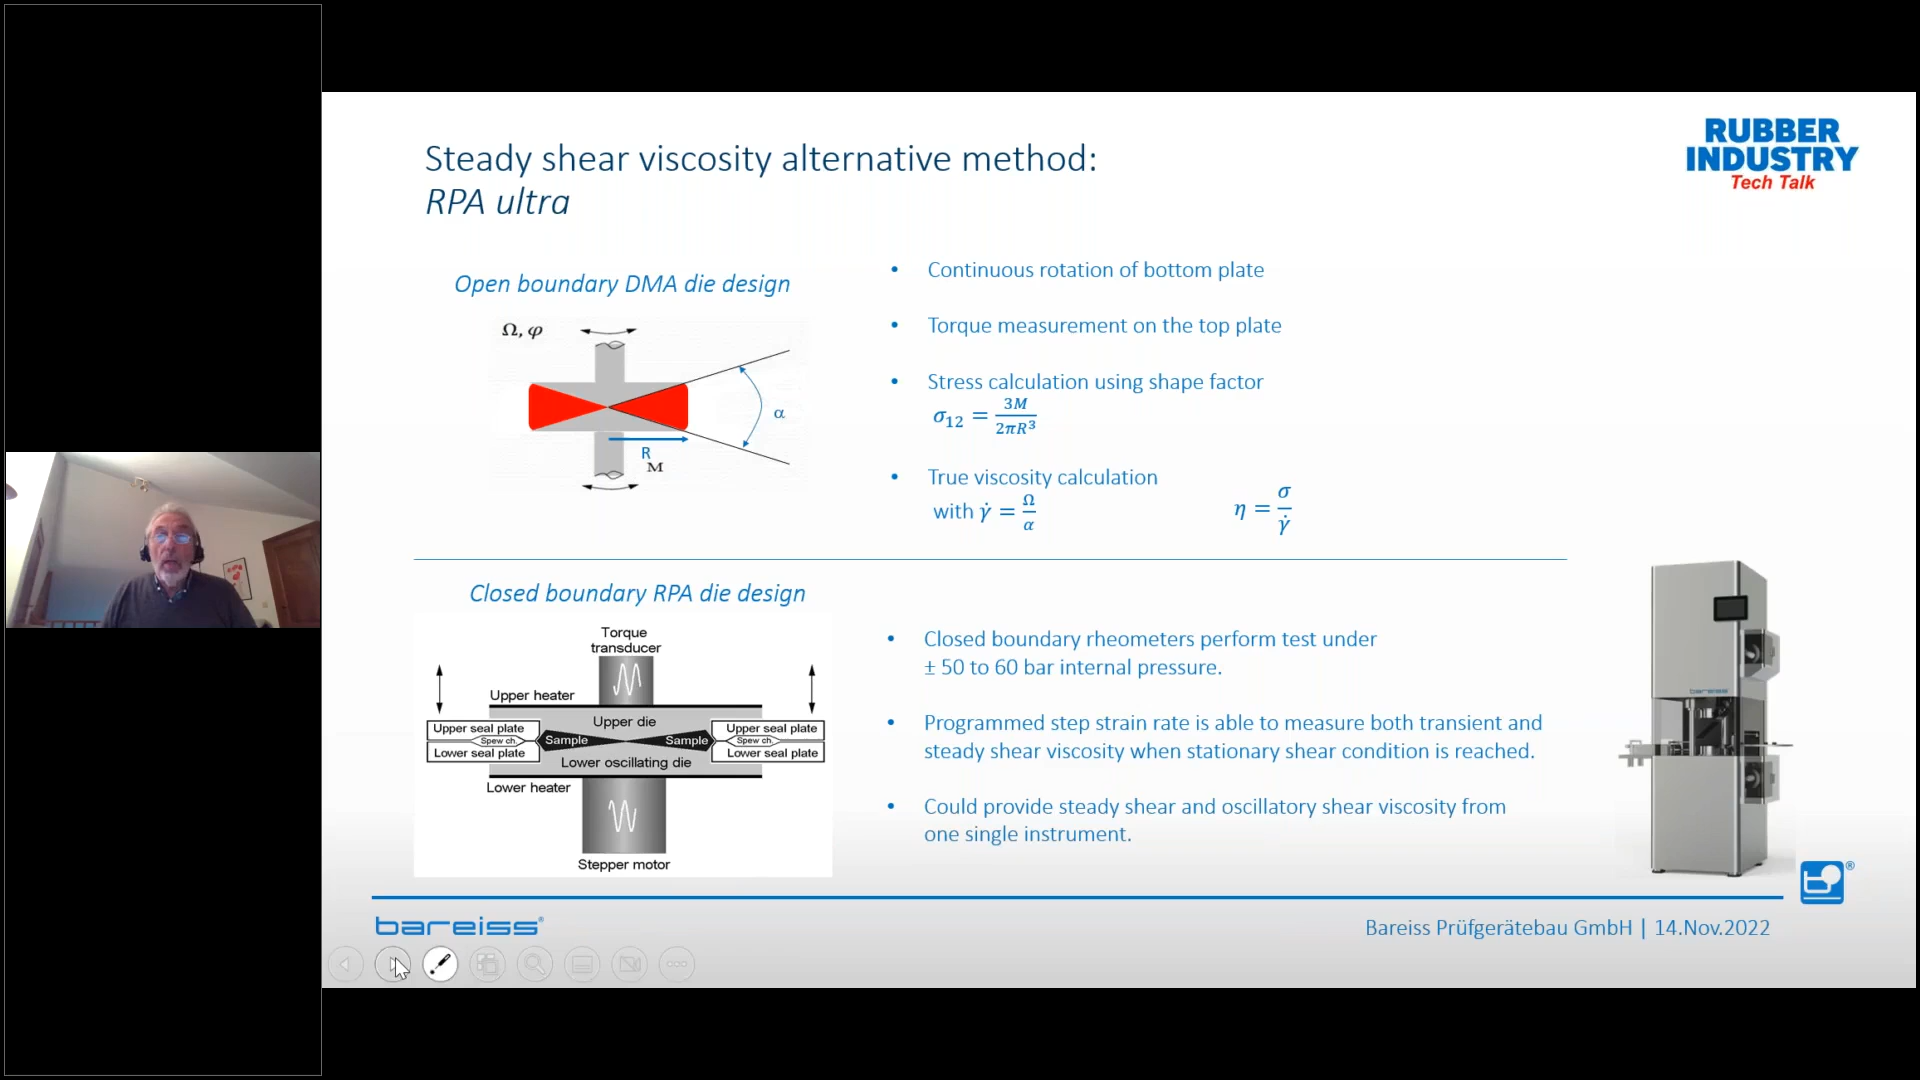 Steady shear viscosity alternative method:
RPA ultra
RUBBER
INDUSTRY
Tech Talk
Open boundary DMA die design
Ω, φ
α
R
M
• Continuous rotation of bottom plate
• Torque measurement on the top plate
• Stress calculation using shape factor
σ₁₂ = 3M / 2πR³
• True viscosity calculation
with γ̇ = Ω / α
η = σ / γ̇
Closed boundary RPA die design
Torque
transducer
Upper heater
Upper die
Upper seal plate
Upper seal plate
Spew ch.
Sample
Sample
Spew ch.
Lower seal plate
Lower seal plate
Lower oscillating die
Lower heater
Stepper motor
• Closed boundary rheometers perform test under
± 50 to 60 bar internal pressure.
• Programmed step strain rate is able to measure both transient and
steady shear viscosity when stationary shear condition is reached.
• Could provide steady shear and oscillatory shear viscosity from
one single instrument.
bareiss
®
bareiss®
Bareiss Prüfgerätebau GmbH | 14.Nov.2022